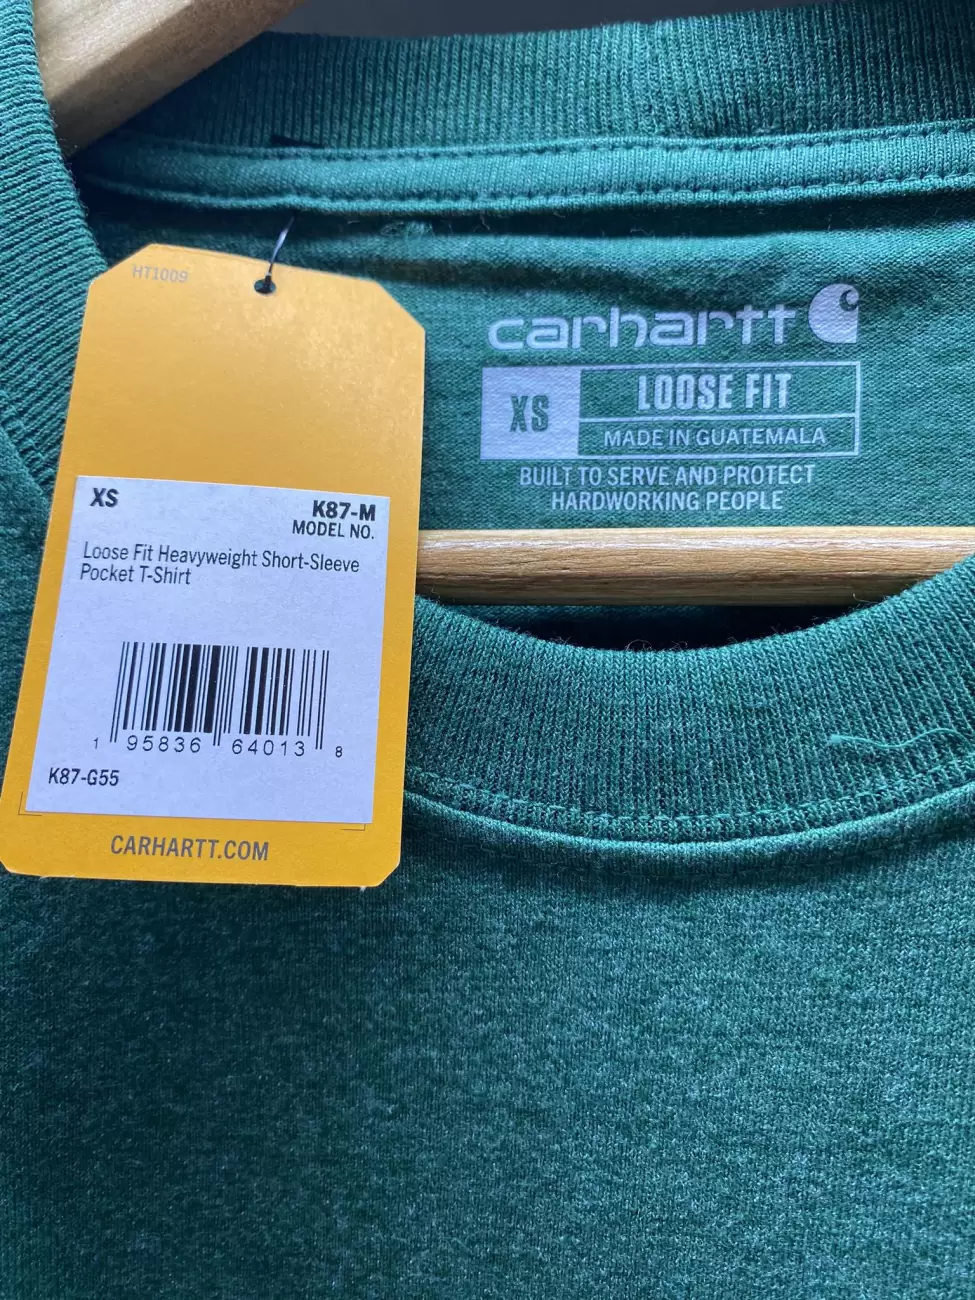 HT1009
XS
K87-M
MODEL NO.
Loose Fit Heavyweight Short-Sleeve
Pocket T-Shirt
1 95836 64013 8
K87-G55
CARHARTT.COM
carhartt
XS
LOOSE FIT
MADE IN GUATEMALA
BUILT TO SERVE AND PROTECT
HARDWORKING PEOPLE